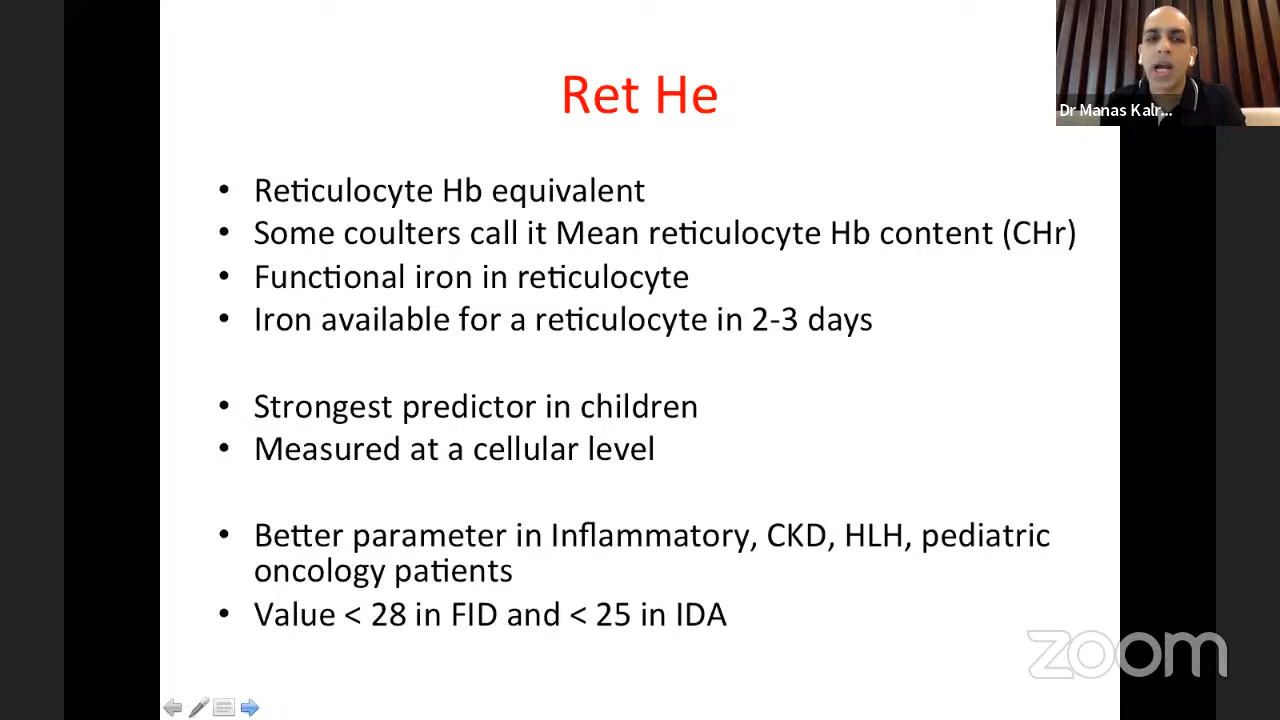 Ret He
Dr Manas Kalr...
• Reticulocyte Hb equivalent
• Some coulters call it Mean reticulocyte Hb content (CHr)
• Functional iron in reticulocyte
• Iron available for a reticulocyte in 2-3 days
• Strongest predictor in children
• Measured at a cellular level
• Better parameter in Inflammatory, CKD, HLH, pediatric
oncology patients
• Value < 28 in FID and < 25 in IDA
zoom